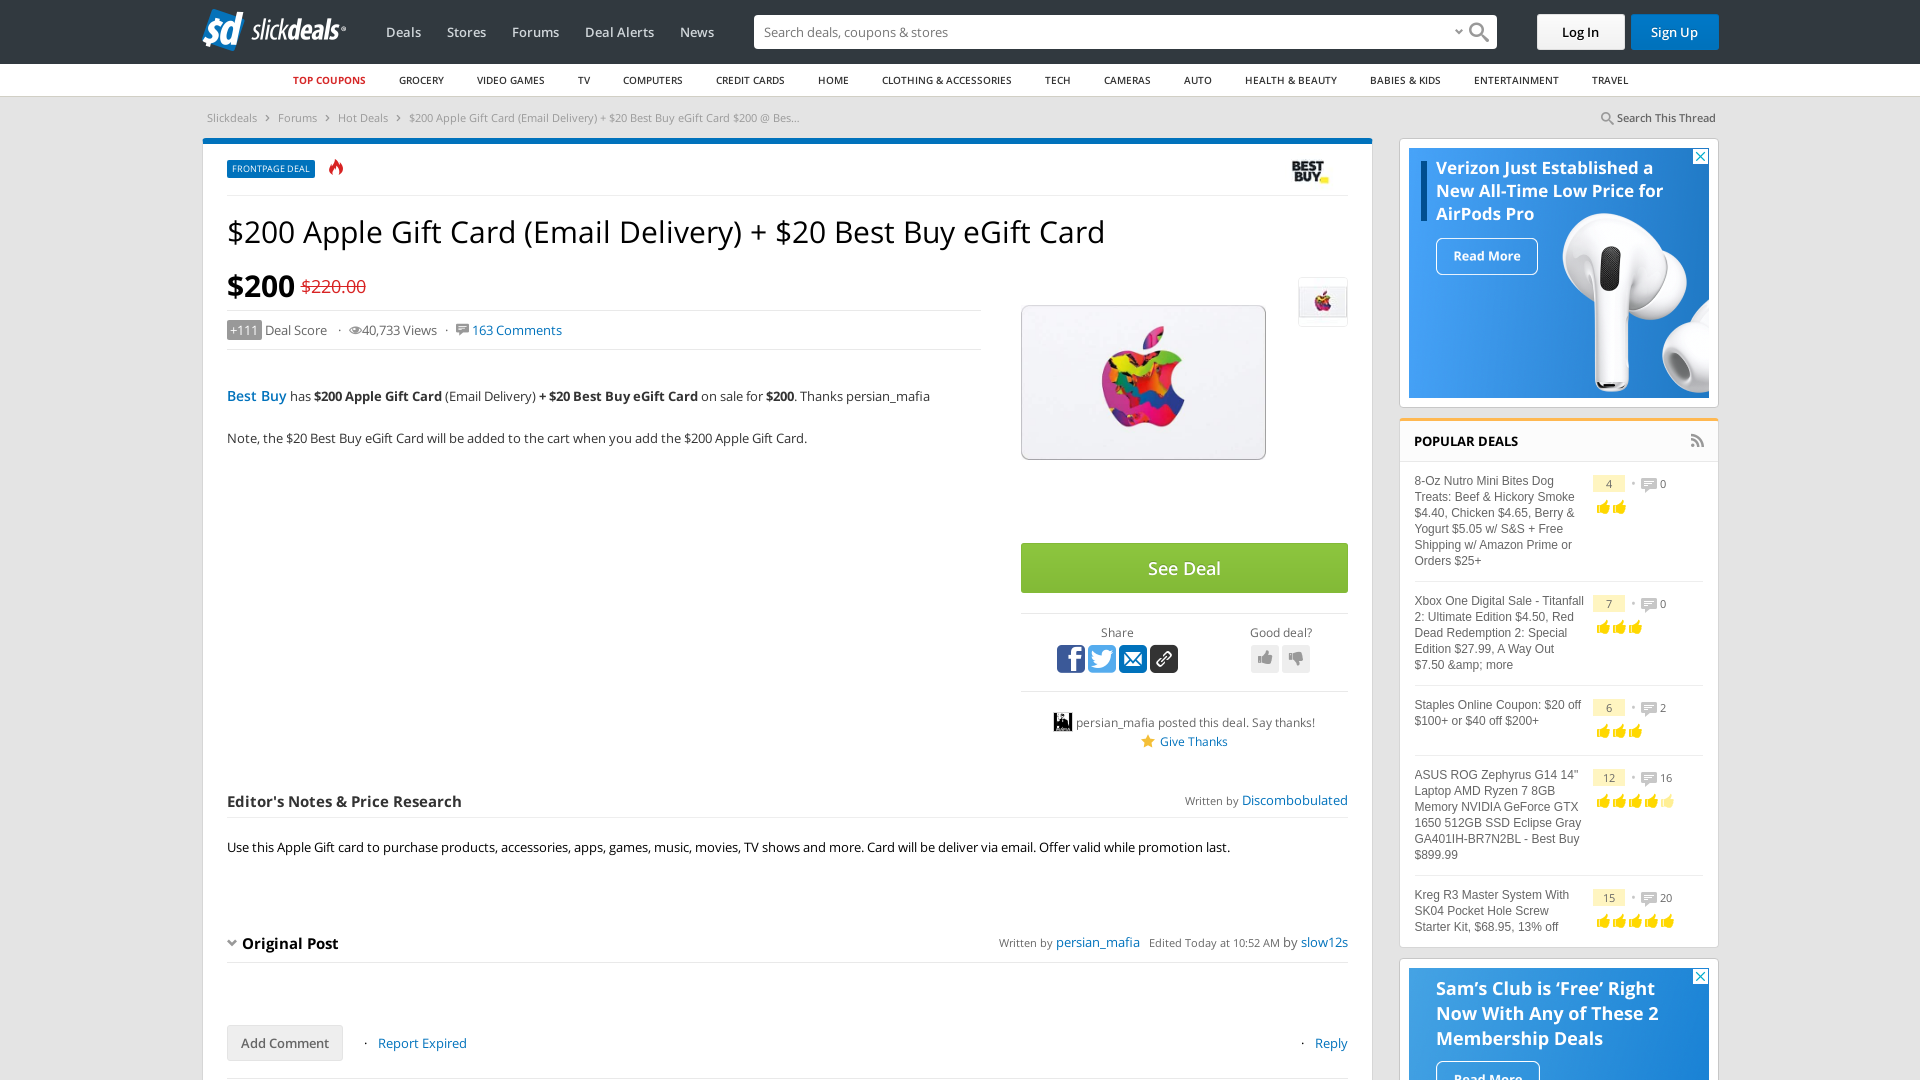 slickdeals
Deals
Stores
Forums
Deal Alerts
News
Search deals, coupons & stores
Log In
Sign Up
TOP COUPONS
GROCERY
VIDEO GAMES
TV
COMPUTERS
CREDIT CARDS
HOME
CLOTHING & ACCESSORIES
TECH
CAMERAS
AUTO
HEALTH & BEAUTY
BABIES & KIDS
ENTERTAINMENT
TRAVEL
Slickdeals › Forums › Hot Deals › $200 Apple Gift Card (Email Delivery) + $20 Best Buy eGift Card $200 @ Bes...
Search This Thread
FRONTPAGE DEAL
BEST BUY
$200 Apple Gift Card (Email Delivery) + $20 Best Buy eGift Card
$200 $220.00
+111 Deal Score · 40,733 Views · 163 Comments
Best Buy has $200 Apple Gift Card (Email Delivery) + $20 Best Buy eGift Card on sale for $200. Thanks persian_mafia
Note, the $20 Best Buy eGift Card will be added to the cart when you add the $200 Apple Gift Card.
See Deal
Share
Good deal?
persian_mafia posted this deal. Say thanks!
Give Thanks
Editor's Notes & Price Research
Written by Discombobulated
Use this Apple Gift card to purchase products, accessories, apps, games, music, movies, TV shows and more. Card will be deliver via email. Offer valid while promotion last.
Original Post
Written by persian_mafia Edited Today at 10:52 AM by slow12s
Add Comment · Report Expired
· Reply
Verizon Just Established a
New All-Time Low Price for
AirPods Pro
Read More
POPULAR DEALS
8-Oz Nutro Mini Bites Dog
Treats: Beef & Hickory Smoke
$4.40, Chicken $4.65, Berry &
Yogurt $5.05 w/ S&S + Free
Shipping w/ Amazon Prime or
Orders $25+
4 • 0
Xbox One Digital Sale - Titanfall
2: Ultimate Edition $4.50, Red
Dead Redemption 2: Special
Edition $27.99, A Way Out
$7.50 &amp; more
7 • 0
Staples Online Coupon: $20 off
$100+ or $40 off $200+
6 • 2
ASUS ROG Zephyrus G14 14"
Laptop AMD Ryzen 7 8GB
Memory NVIDIA GeForce GTX
1650 512GB SSD Eclipse Gray
GA401IH-BR7N2BL - Best Buy
$899.99
12 • 16
Kreg R3 Master System With
SK04 Pocket Hole Screw
Starter Kit, $68.95, 13% off
15 • 20
Sam's Club is 'Free' Right
Now With Any of These 2
Membership Deals
Read More